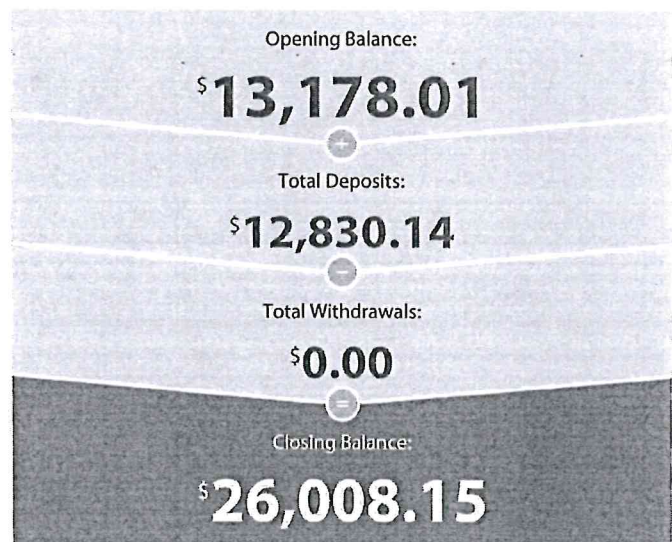 Opening Balance:
$13,178.01
+
Total Deposits:
$12,830.14
−
Total Withdrawals:
$0.00
=
Closing Balance:
$26,008.15